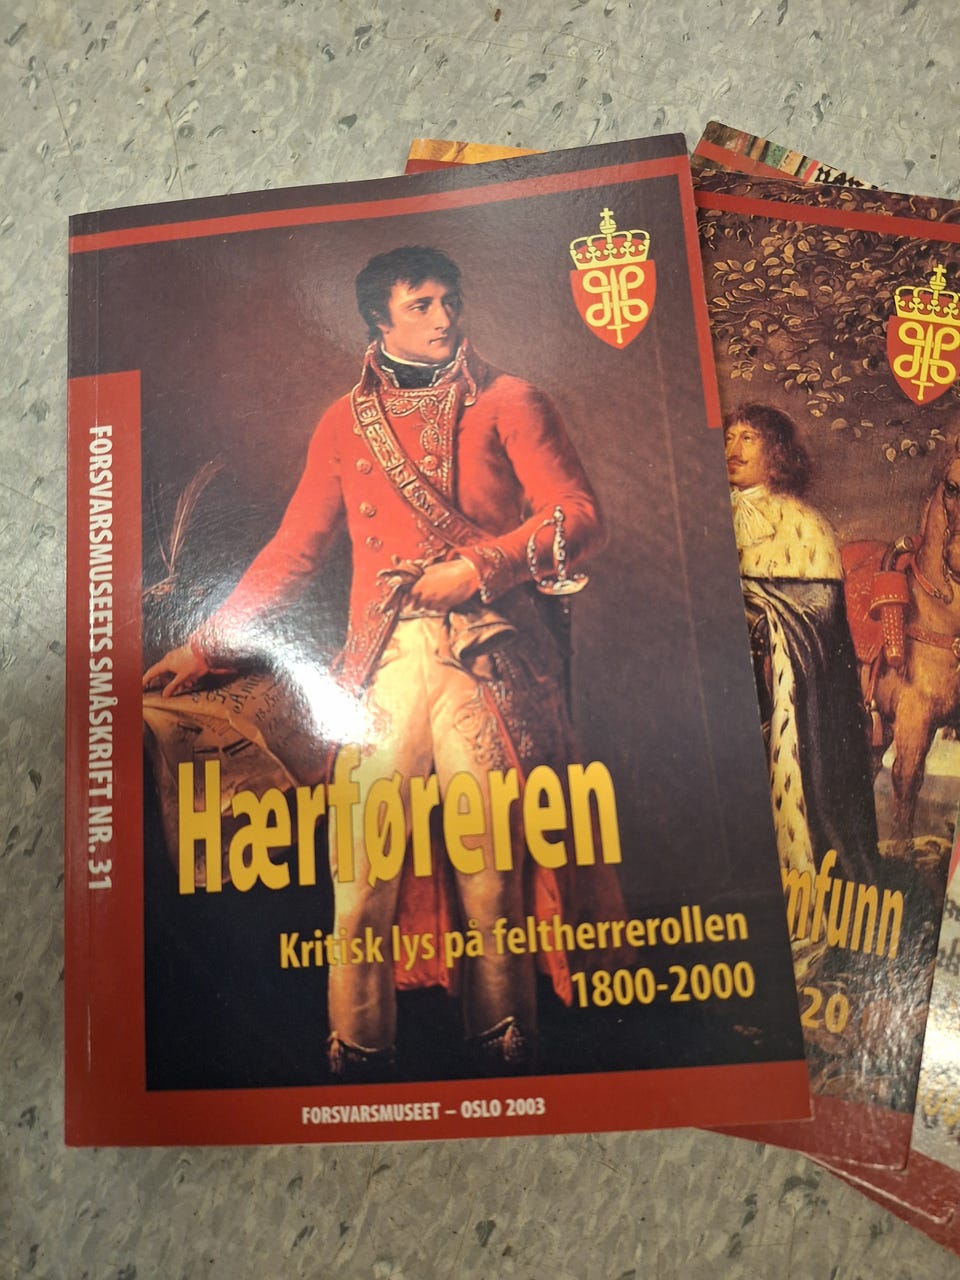 FORSVARSMUSEETS SMÅSKRIFT NR. 31
Hærføreren
Kritisk lys på feltherrerollen
1800-2000
FORSVARSMUSEET – OSLO 2003
mfunn
20